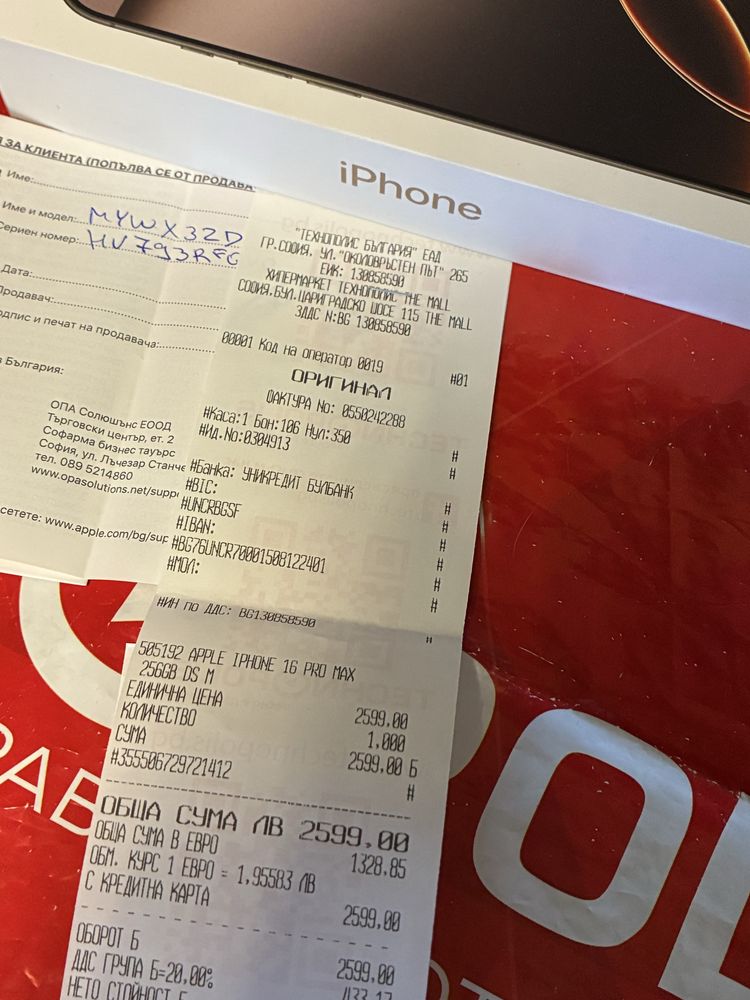 iPhone
Я ЗА КЛИЕНТА (ПОПЪЛВА СЕ ОТ ПРОДАВА
Име:
Име и модел: MYWX3ZD
Сериен номер: HV793RFG
Дата:
Продавач:
одпис и печат на продавача:
в България:
ОПА Солюшънс ЕООД
Търговски център, ет. 2
Софарма бизнес тауърс
София, ул. Лъчезар Станче
тел. 089 5214860
www.opasolutions.net/supp
сетете: www.apple.com/bg/sup
"ТЕХНОПОЛИС БЪЛГАРИЯ" ЕАД
ГР.СОФИЯ, УЛ. "ОКОЛОВРЪСТЕН ПЪТ" 265
ЕИК: 130858590
ХИПЕРМАРКЕТ ТЕХНОПОЛИС THE MALL
СОФИЯ,БУЛ.ЦАРИГРАДСКО ШОСЕ 115 THE MALL
ЗДДС N:BG 130858590
00001 Код на оператор 0019 #01
ОРИГИНАЛ
ФАКТУРА No: 0550242288
#Каса:1 Бон:106 Нул:350 #
#Ид.No:0304913 #
#Банка: УНИКРЕДИТ БУЛБАНК #
#BIC: #
#UNCRBGSF #
#IBAN: #
#BG76UNCR70001508122401 #
#МОЛ: #
#ИН по ДДС: BG130858590 #
505192 APPLE IPHONE 16 PRO MAX
256GB DS M
ЕДИНИЧНА ЦЕНА 2599,00
КОЛИЧЕСТВО 1,000
СУМА 2599,00 Б
#355506729721412 #
ОБЩА СУМА ЛВ 2599,00
ОБЩА СУМА В ЕВРО 1328.85
ОБМ. КУРС 1 ЕВРО = 1,95583 ЛВ
С КРЕДИТНА КАРТА 2599,00
ОБОРОТ Б 2599,00
ДДС ГРУПА Б=20,00% 433,17
НЕТО СТОЙНОСТ Б